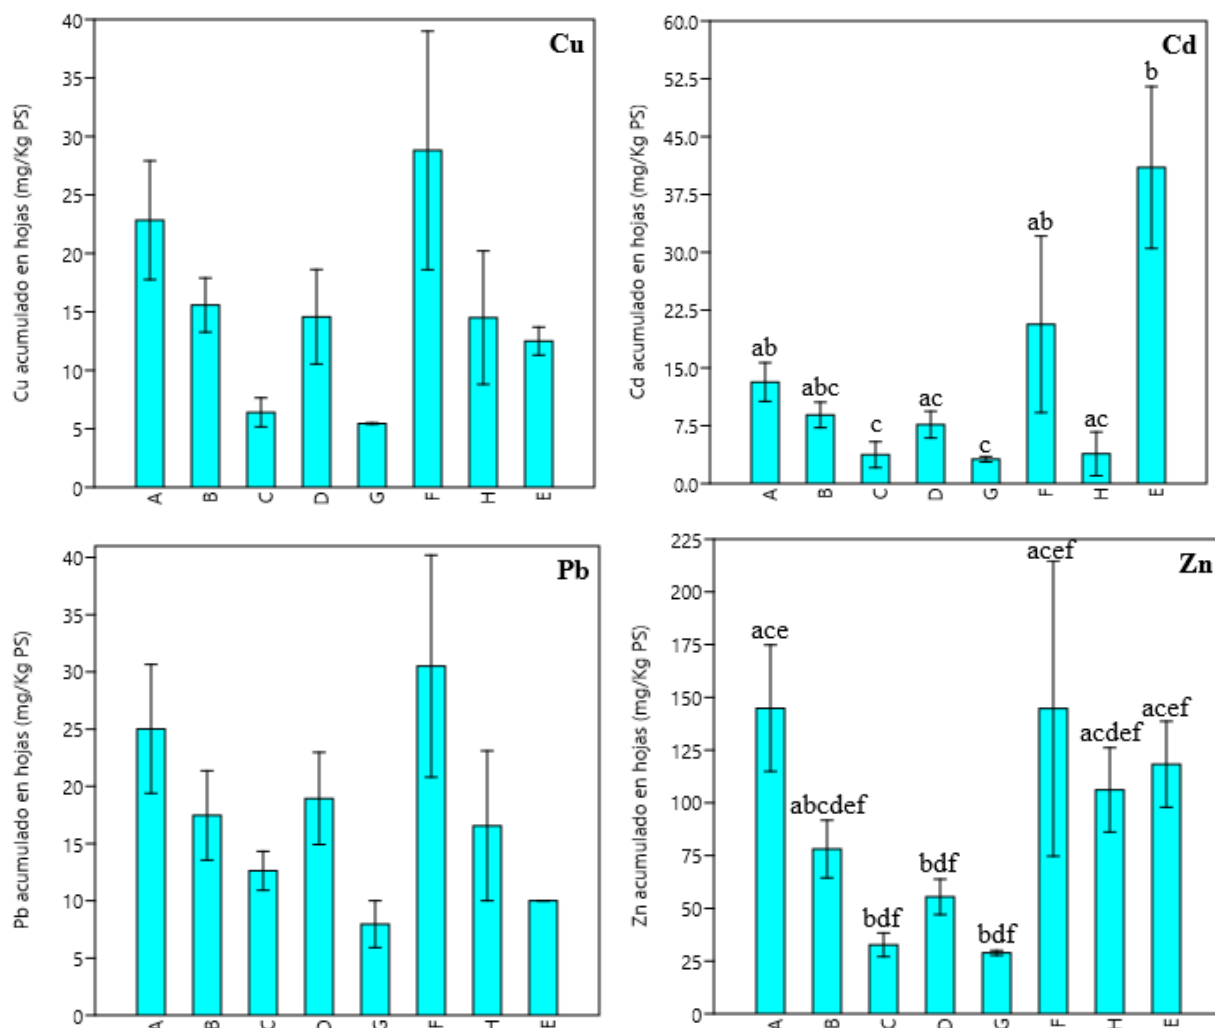 Cu
Cu acumulado en hojas (mg/Kg PS)
40
35
30
25
20
15
10
5
0
A B C D G F H E
Cd
Cd acumulado en hojas (mg/Kg PS)
60.0
52.5
45.0
37.5
30.0
22.5
15.0
7.5
0.0
ab abc c ac c ab ac b
A B C D G F H E
Pb
Pb acumulado en hojas (mg/Kg PS)
40
35
30
25
20
15
10
5
0
A B C D G F H E
Zn
Zn acumulado en hojas (mg/Kg PS)
225
200
175
150
125
100
75
50
25
0
ace abcdef bdf bdf bdf acef acdef acef
A B C D G F H E